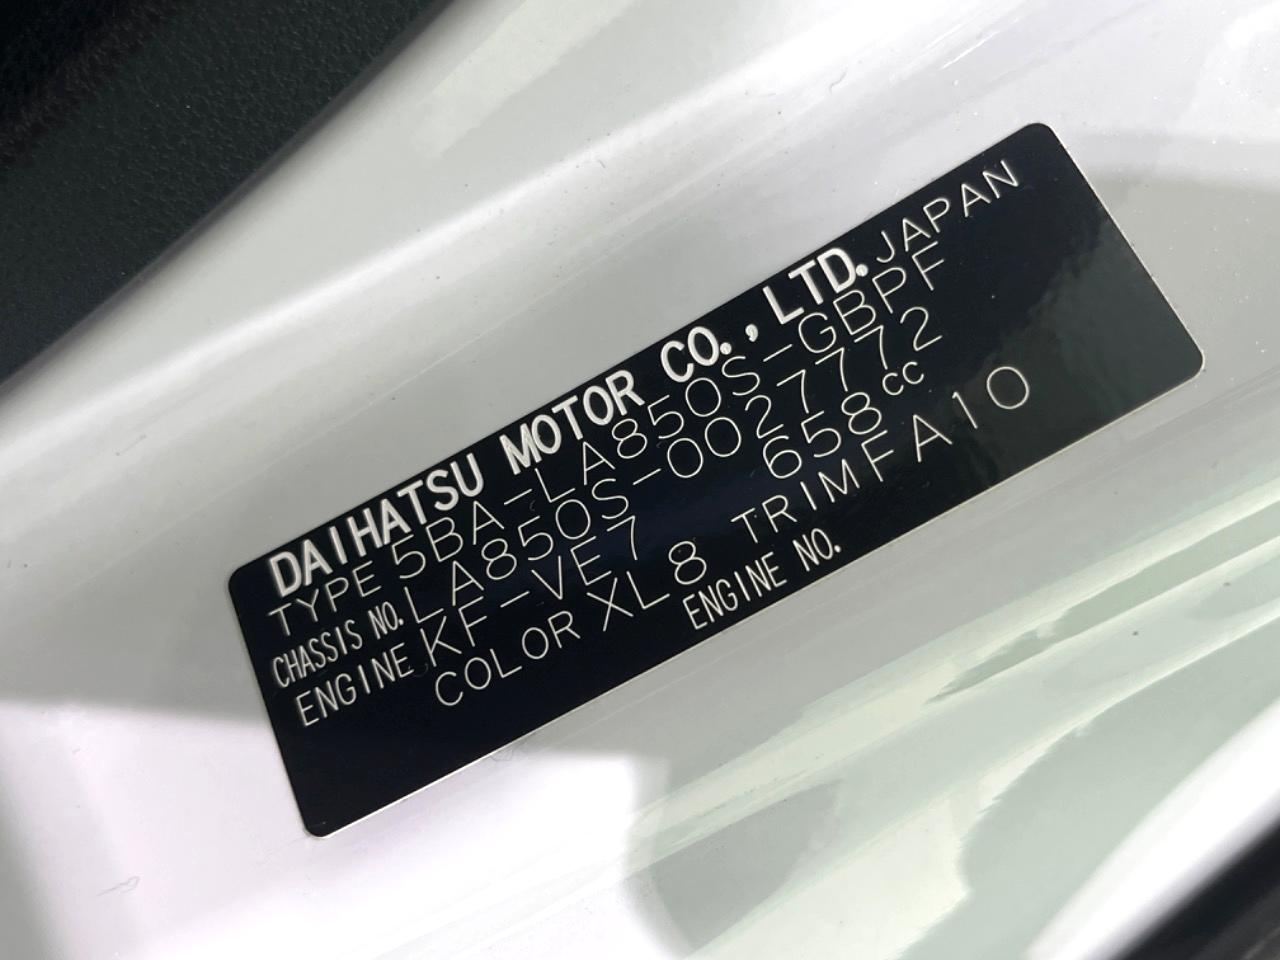 DAIHATSU MOTOR CO., LTD. JAPAN
TYPE 5BA-LA850S-GBPF
CHASSIS NO. LA850S-0027772
ENGINE KF-VE7 658cc
COLOR XL8 TRIM FA10
ENGINE NO.